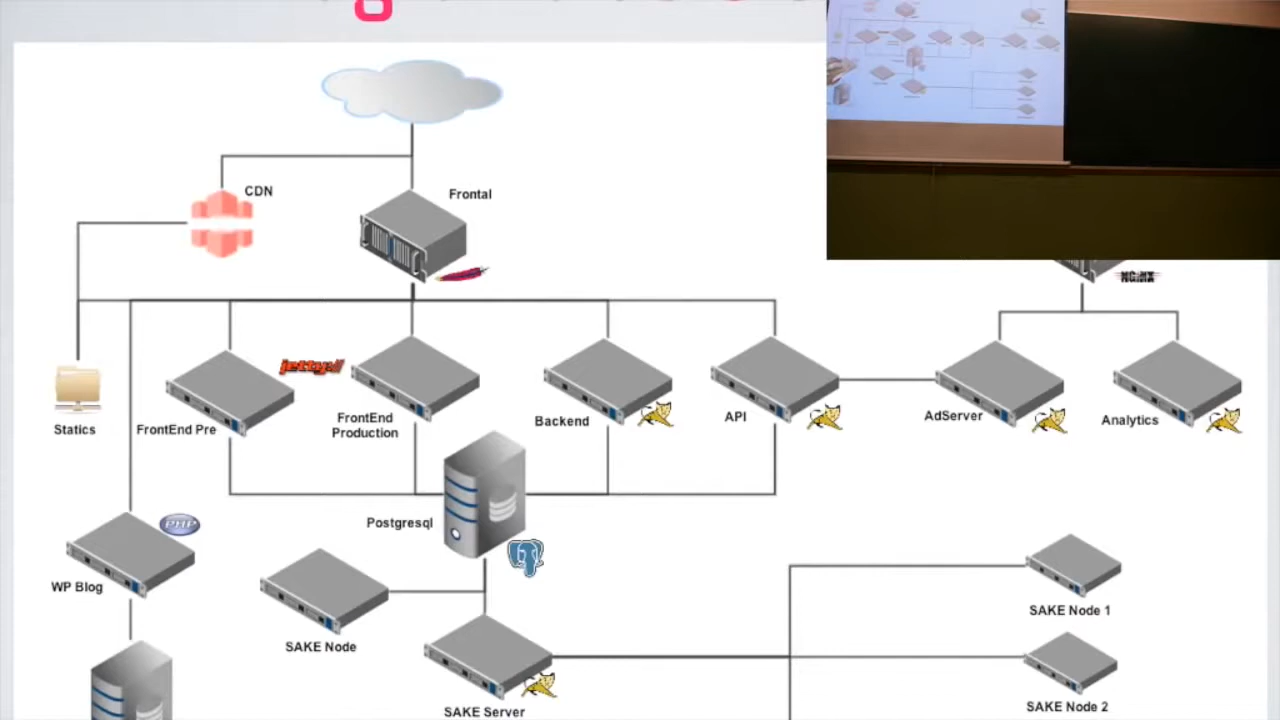 CDN
Frontal
NGiNX
jetty://
Statics
FrontEnd Pre
FrontEnd
Production
Backend
API
AdServer
Analytics
Postgresql
PHP
WP Blog
SAKE Node
SAKE Server
SAKE Node 1
SAKE Node 2